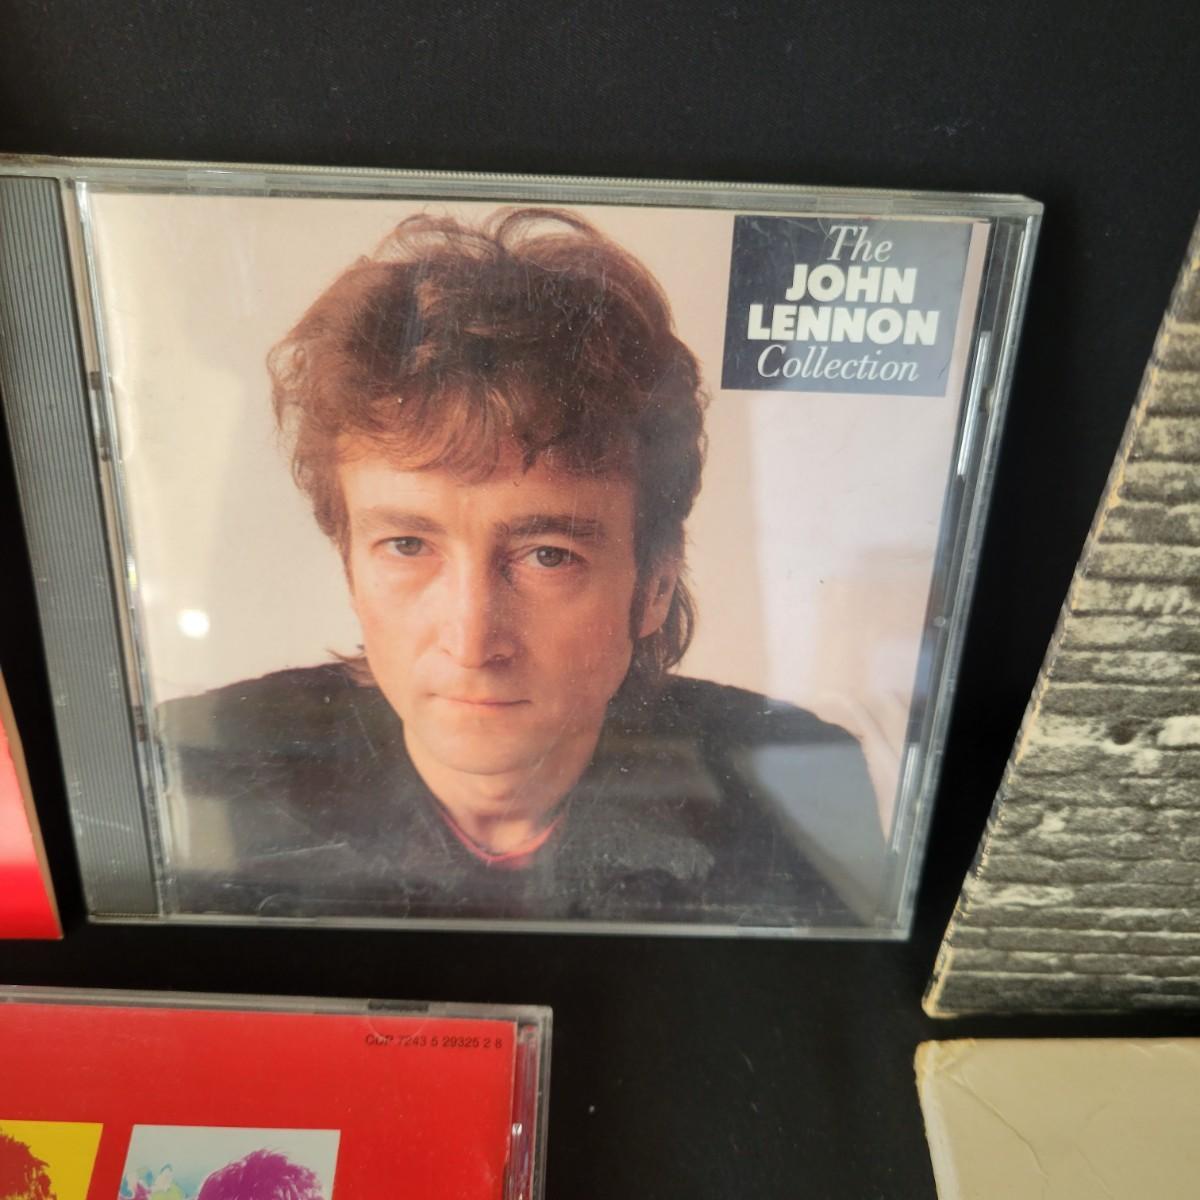 The
JOHN
LENNON
Collection
CDP 7243 5 29325 2 8